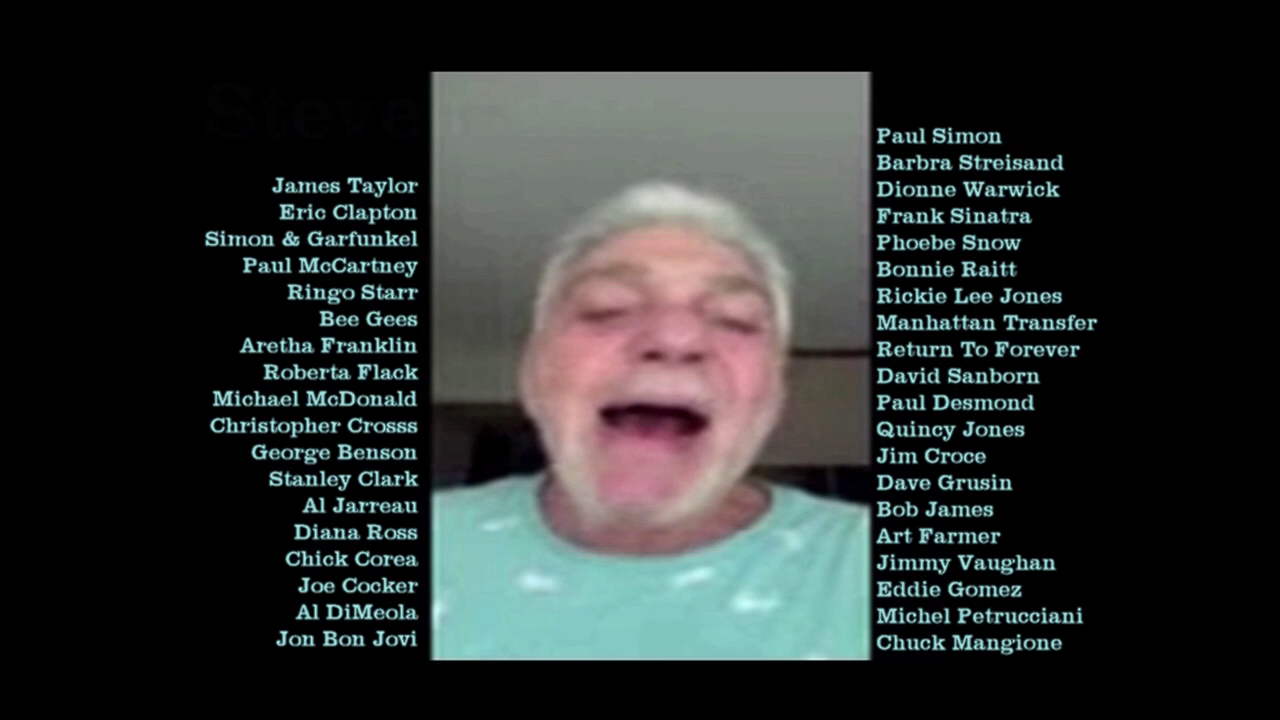 Steve
James Taylor
Eric Clapton
Simon & Garfunkel
Paul McCartney
Ringo Starr
Bee Gees
Aretha Franklin
Roberta Flack
Michael McDonald
Christopher Crosss
George Benson
Stanley Clark
Al Jarreau
Diana Ross
Chick Corea
Joe Cocker
Al DiMeola
Jon Bon Jovi
Paul Simon
Barbra Streisand
Dionne Warwick
Frank Sinatra
Phoebe Snow
Bonnie Raitt
Rickie Lee Jones
Manhattan Transfer
Return To Forever
David Sanborn
Paul Desmond
Quincy Jones
Jim Croce
Dave Grusin
Bob James
Art Farmer
Jimmy Vaughan
Eddie Gomez
Michel Petrucciani
Chuck Mangione